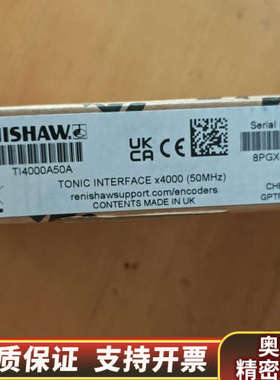 NISHAW
Serial
TI4000A50A
UK
CA
CE
8PGX
TONIC INTERFACE x4000 (50MHz)
renishawsupport.com/encoders
CONTENTS MADE IN UK
CHE
GPTF
质保证 支持开票
奥
精密